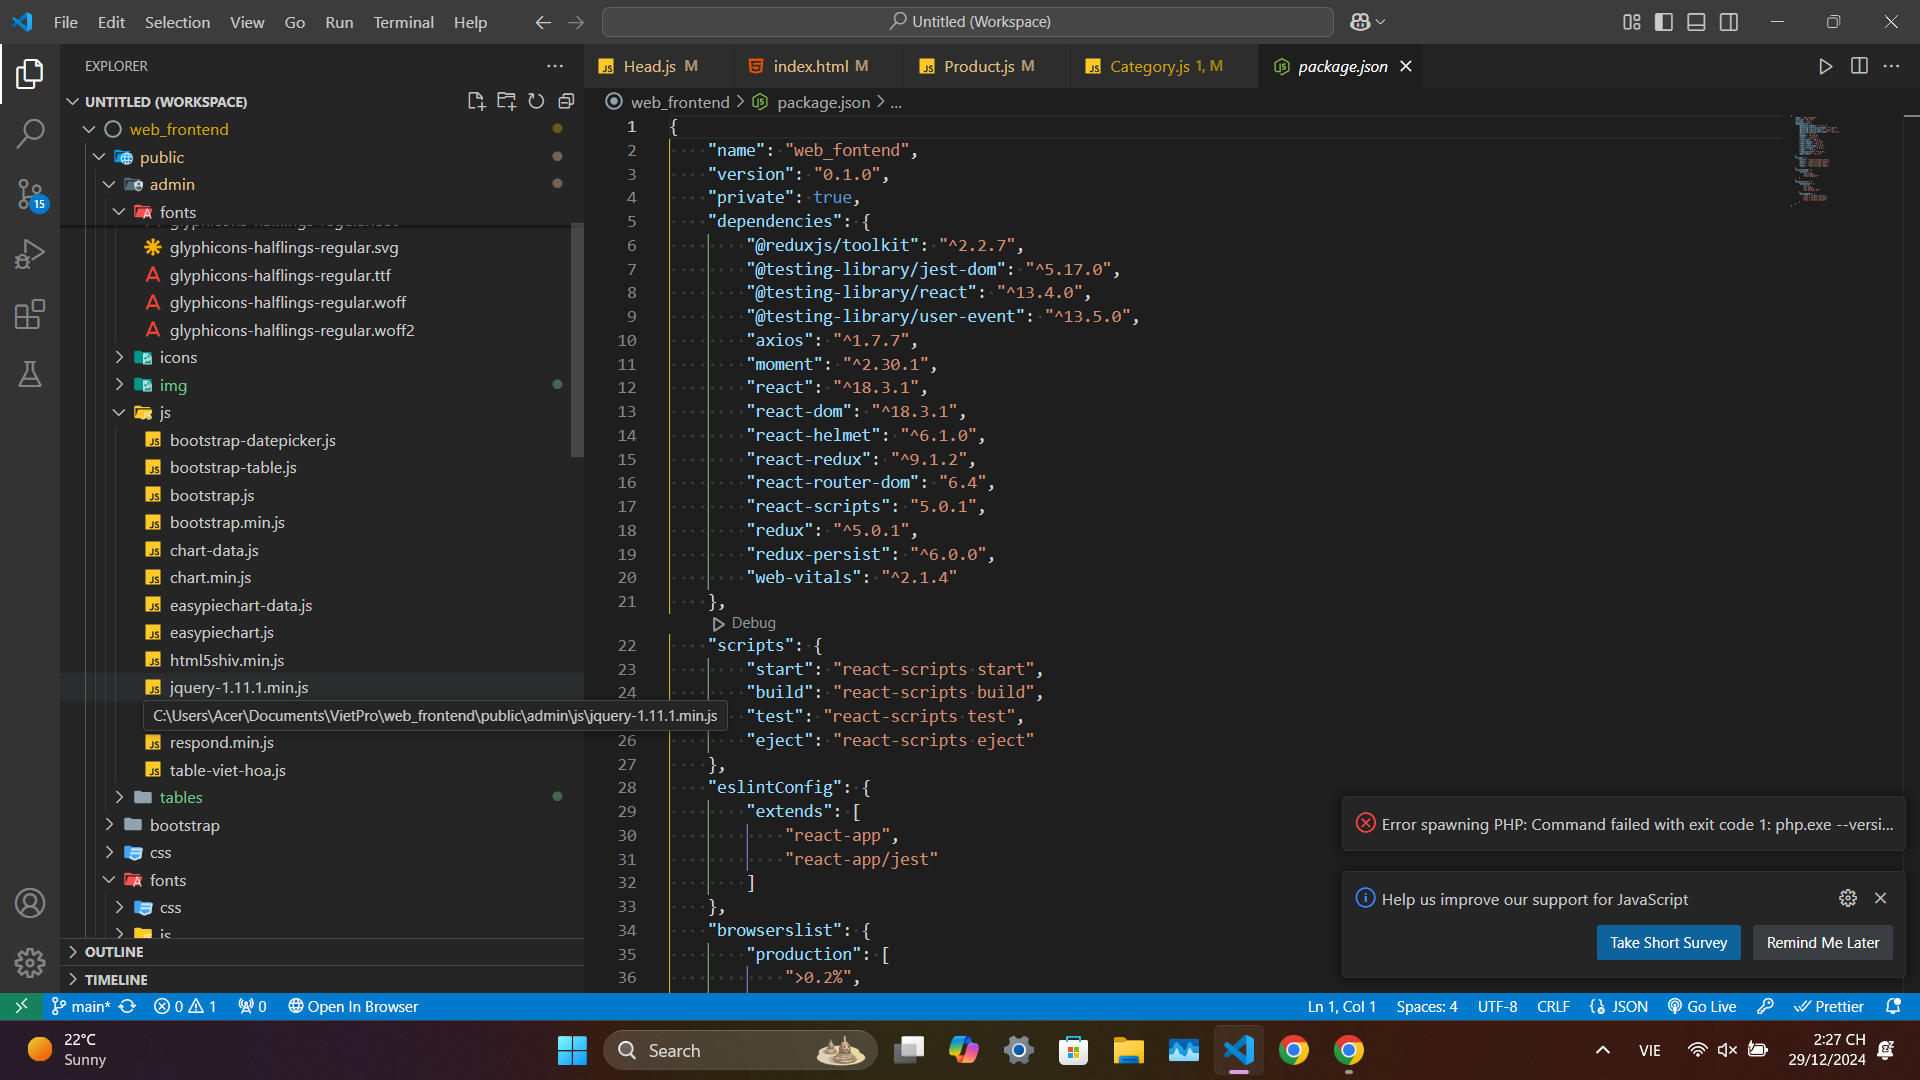 File Edit Selection View Go Run Terminal Help
Untitled (Workspace)
EXPLORER
UNTITLED (WORKSPACE)
web_frontend
public
admin
fonts
glyphicons-halflings-regular.svg
glyphicons-halflings-regular.ttf
glyphicons-halflings-regular.woff
glyphicons-halflings-regular.woff2
icons
img
js
bootstrap-datepicker.js
bootstrap-table.js
bootstrap.js
bootstrap.min.js
chart-data.js
chart.min.js
easypiechart-data.js
easypiechart.js
html5shiv.min.js
jquery-1.11.1.min.js
C:\Users\Acer\Documents\VietPro\web_frontend\public\admin\js\jquery-1.11.1.min.js
respond.min.js
table-viet-hoa.js
tables
bootstrap
css
fonts
css
js
OUTLINE
TIMELINE
15
Head.js M
index.html M
Product.js M
Category.js 1, M
package.json
web_frontend > package.json > ...
1 {
2 "name": "web_fontend",
3 "version": "0.1.0",
4 "private": true,
5 "dependencies": {
6 "@reduxjs/toolkit": "^2.2.7",
7 "@testing-library/jest-dom": "^5.17.0",
8 "@testing-library/react": "^13.4.0",
9 "@testing-library/user-event": "^13.5.0",
10 "axios": "^1.7.7",
11 "moment": "^2.30.1",
12 "react": "^18.3.1",
13 "react-dom": "^18.3.1",
14 "react-helmet": "^6.1.0",
15 "react-redux": "^9.1.2",
16 "react-router-dom": "6.4",
17 "react-scripts": "5.0.1",
18 "redux": "^5.0.1",
19 "redux-persist": "^6.0.0",
20 "web-vitals": "^2.1.4"
21 },
Debug
22 "scripts": {
23 "start": "react-scripts start",
24 "build": "react-scripts build",
"test": "react-scripts test",
26 "eject": "react-scripts eject"
27 },
28 "eslintConfig": {
29 "extends": [
30 "react-app",
31 "react-app/jest"
32 ]
33 },
34 "browserslist": {
35 "production": [
36 ">0.2%",
Error spawning PHP: Command failed with exit code 1: php.exe --versi...
Help us improve our support for JavaScript
Take Short Survey
Remind Me Later
main* 0 1 0 Open In Browser
Ln 1, Col 1 Spaces: 4 UTF-8 CRLF {} JSON Go Live Prettier
22°C
Sunny
Search
VIE
2:27 CH
29/12/2024